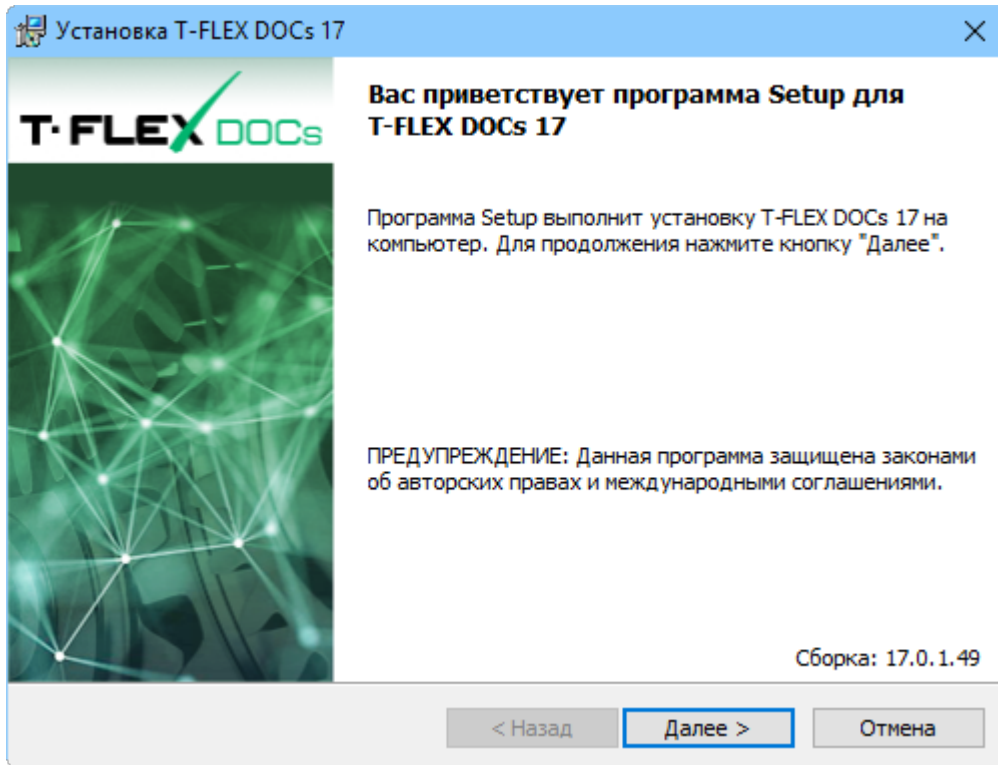 Установка T-FLEX DOCs 17
T-FLEX DOCs
Вас приветствует программа Setup для
T-FLEX DOCs 17
Программа Setup выполнит установку T-FLEX DOCs 17 на
компьютер. Для продолжения нажмите кнопку "Далее".
ПРЕДУПРЕЖДЕНИЕ: Данная программа защищена законами
об авторских правах и международными соглашениями.
Сборка: 17.0.1.49
< Назад
Далее >
Отмена